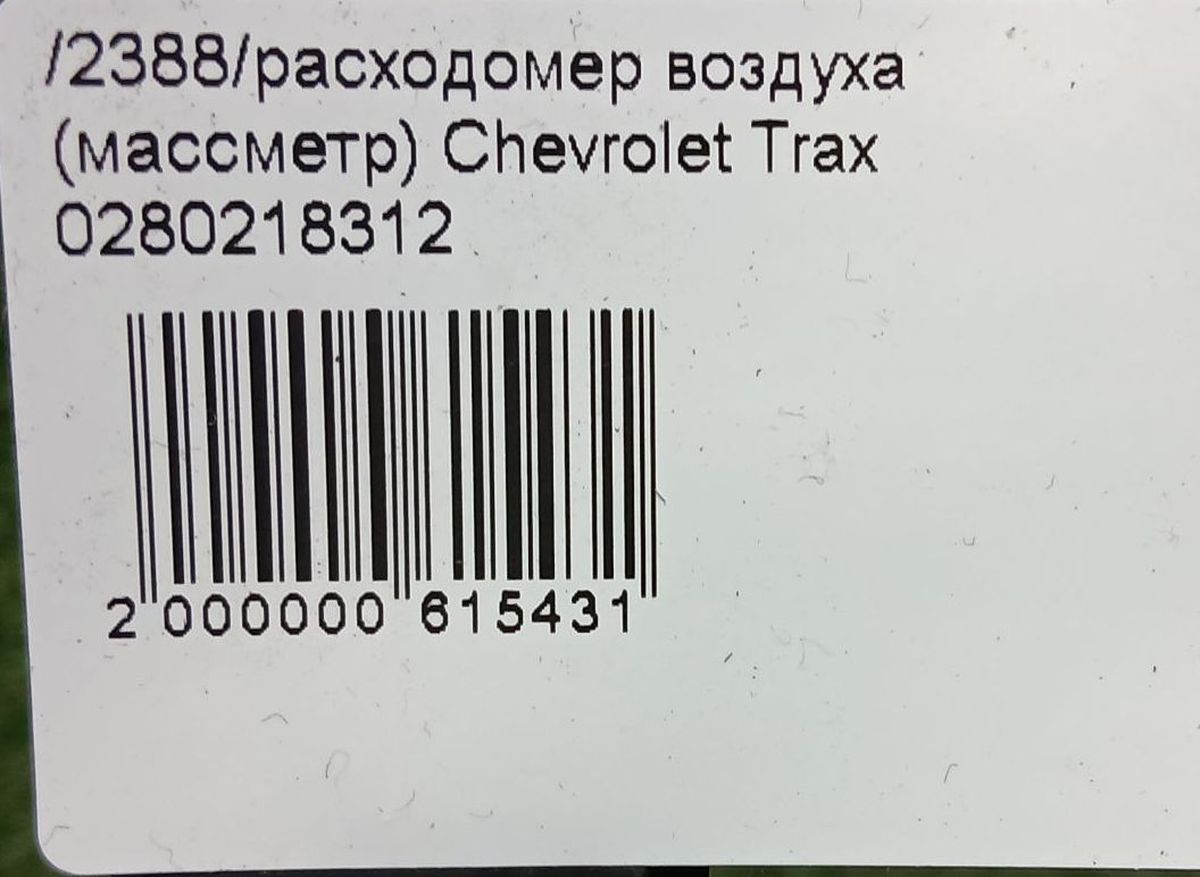 /2388/расходомер воздуха
(массметр) Chevrolet Trax
0280218312
2 000000 615431